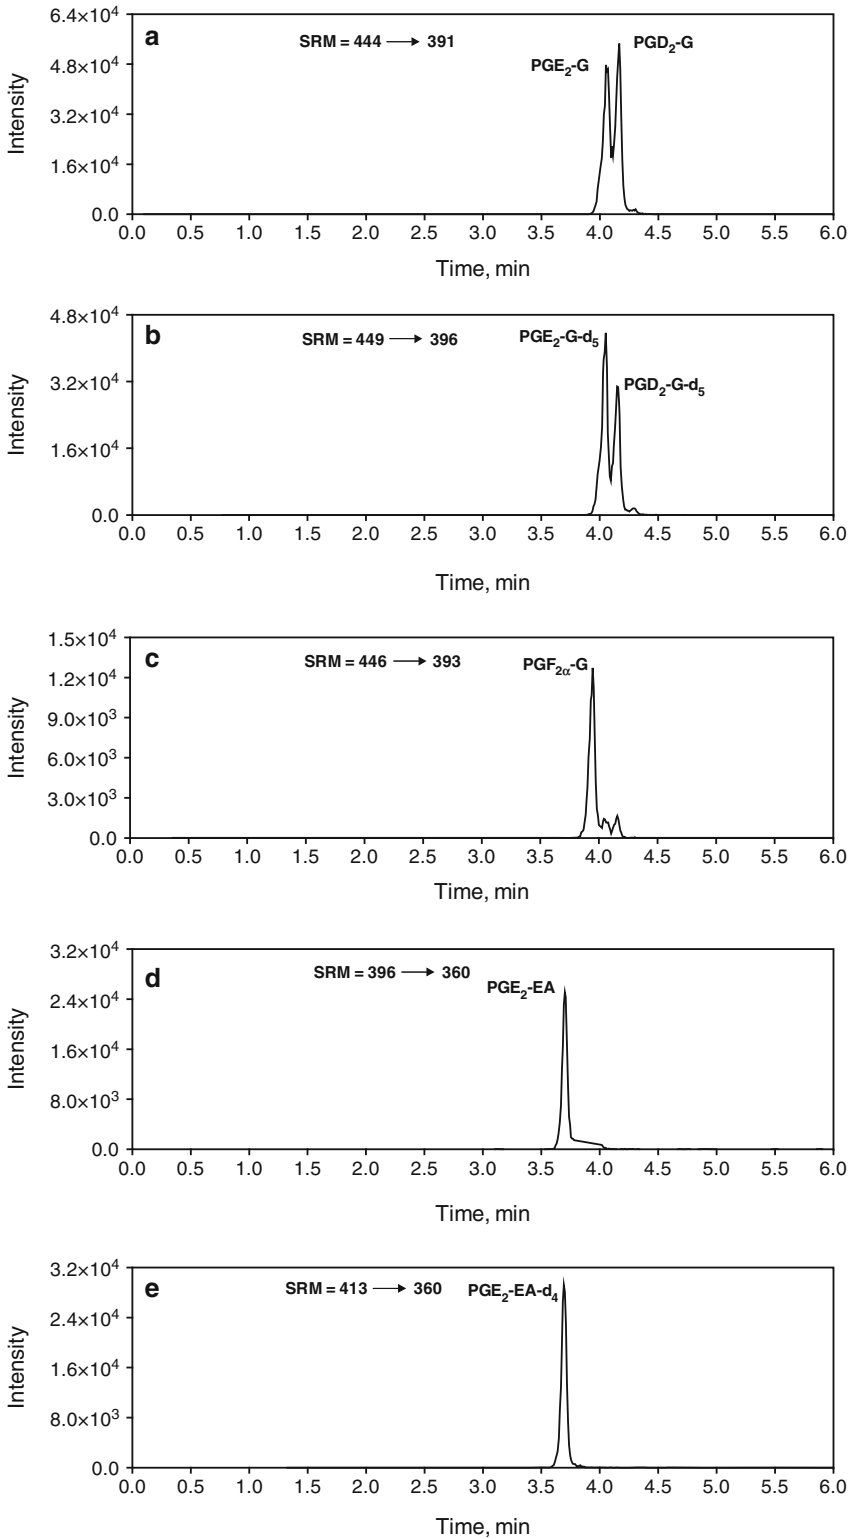 a
SRM = 444 → 391
PGE₂-G
PGD₂-G
6.4×10⁴
4.8×10⁴
3.2×10⁴
1.6×10⁴
0.0
Intensity
0.0 0.5 1.0 1.5 2.0 2.5 3.0 3.5 4.0 4.5 5.0 5.5 6.0
Time, min
b
SRM = 449 → 396
PGE₂-G-d₅
PGD₂-G-d₅
4.8×10⁴
3.2×10⁴
1.6×10⁴
0.0
Intensity
0.0 0.5 1.0 1.5 2.0 2.5 3.0 3.5 4.0 4.5 5.0 5.5 6.0
Time, min
c
SRM = 446 → 393
PGF₂α-G
1.5×10⁴
1.2×10⁴
9.0×10³
6.0×10³
3.0×10³
0.0
Intensity
0.0 0.5 1.0 1.5 2.0 2.5 3.0 3.5 4.0 4.5 5.0 5.5 6.0
Time, min
d
SRM = 396 → 360
PGE₂-EA
3.2×10⁴
2.4×10⁴
1.6×10⁴
8.0×10³
0.0
Intensity
0.0 0.5 1.0 1.5 2.0 2.5 3.0 3.5 4.0 4.5 5.0 5.5 6.0
Time, min
e
SRM = 413 → 360
PGE₂-EA-d₄
3.2×10⁴
2.4×10⁴
1.6×10⁴
8.0×10³
0.0
Intensity
0.0 0.5 1.0 1.5 2.0 2.5 3.0 3.5 4.0 4.5 5.0 5.5 6.0
Time, min